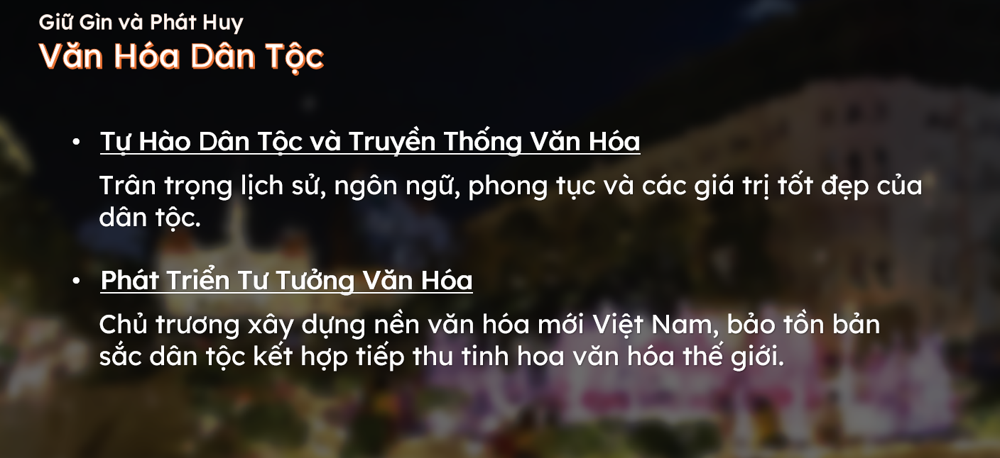 Giữ Gìn và Phát Huy
Văn Hóa Dân Tộc
• Tự Hào Dân Tộc và Truyền Thống Văn Hóa
Trân trọng lịch sử, ngôn ngữ, phong tục và các giá trị tốt đẹp của
dân tộc.
• Phát Triển Tư Tưởng Văn Hóa
Chủ trương xây dựng nền văn hóa mới Việt Nam, bảo tồn bản
sắc dân tộc kết hợp tiếp thu tinh hoa văn hóa thế giới.